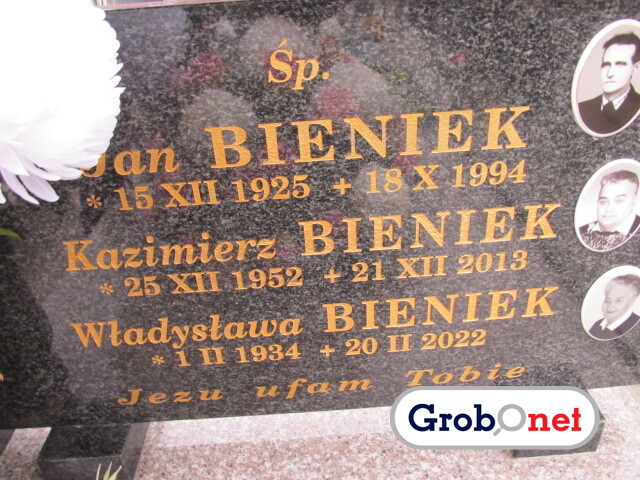 Śp.
Jan BIENIEK
* 15 XII 1925 + 18 X 1994
Kazimierz BIENIEK
* 25 XII 1952 + 21 XII 2013
Władysława BIENIEK
* 1 II 1934 + 20 II 2022
Jezu ufam Tobie
Grobonet